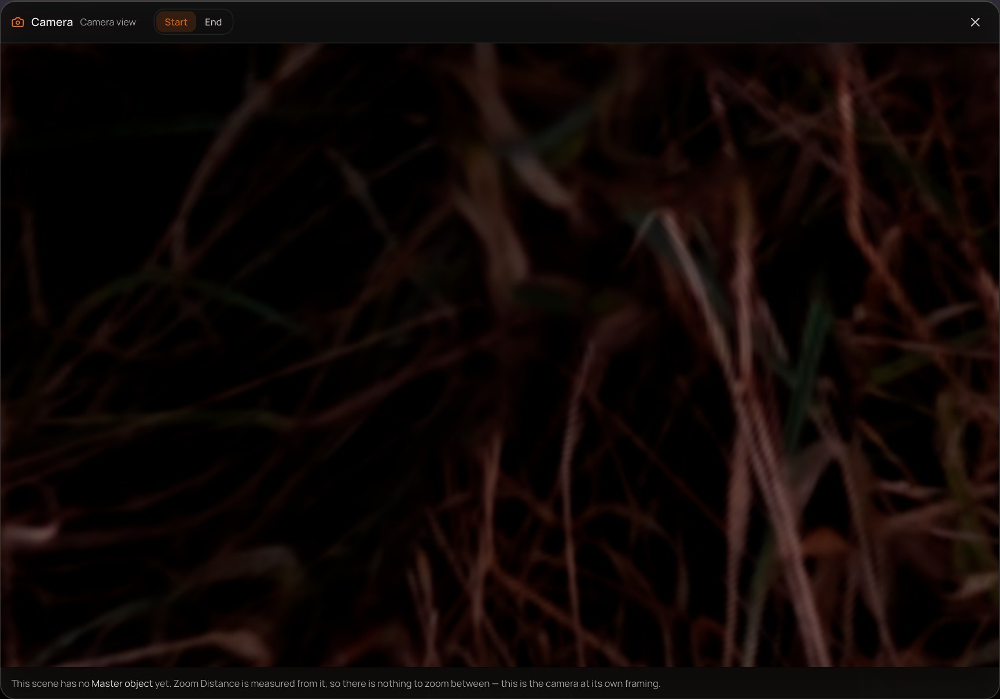 Camera Camera view Start End
This scene has no Master object yet. Zoom Distance is measured from it, so there is nothing to zoom between — this is the camera at its own framing.